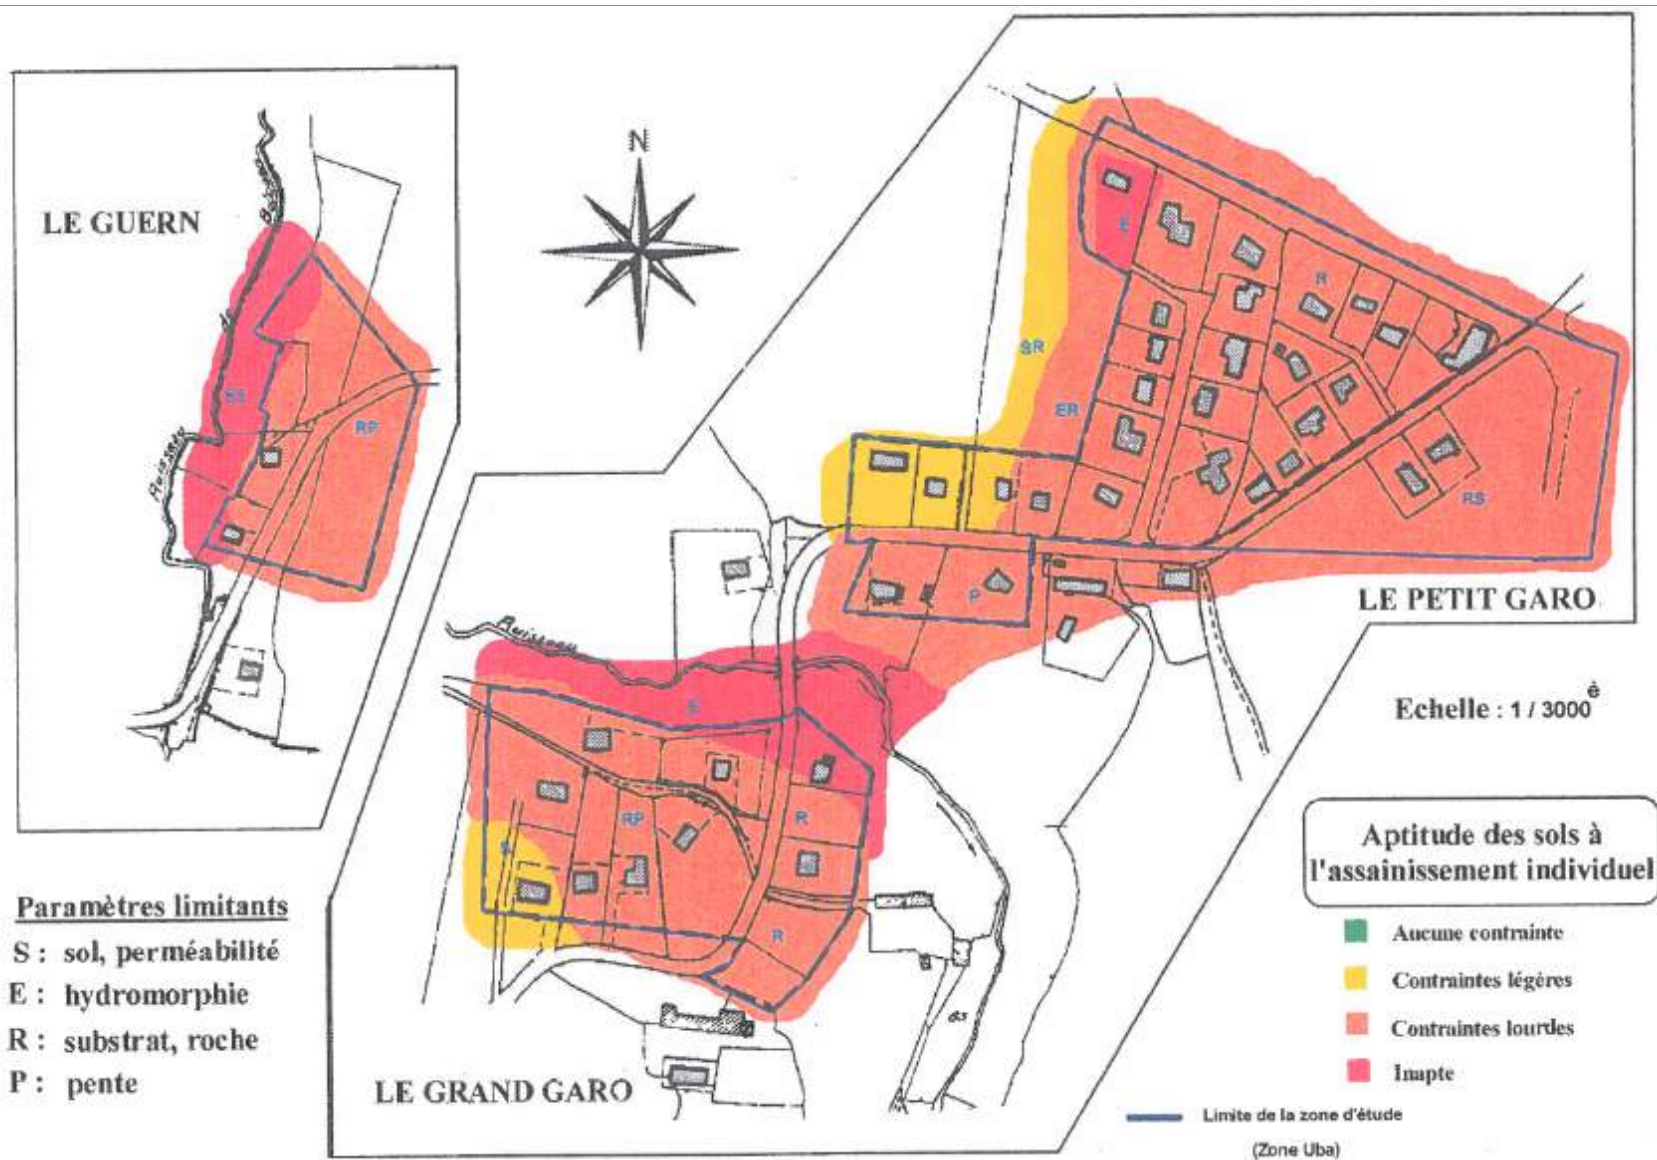 LE GUERN
N
Ruisseau
de
RP
E
R
SR
ER
RS
P
LE PETIT GARO
Ruisseau
E
Echelle : 1 / 3000è
R
RP
S
R
Aptitude des sols à
l'assainissement individuel
Paramètres limitants
S : sol, perméabilité
E : hydromorphie
R : substrat, roche
P : pente
Aucune contrainte
Contraintes légères
Contraintes lourdes
Inapte
LE GRAND GARO
Limite de la zone d'étude
(Zone Uba)